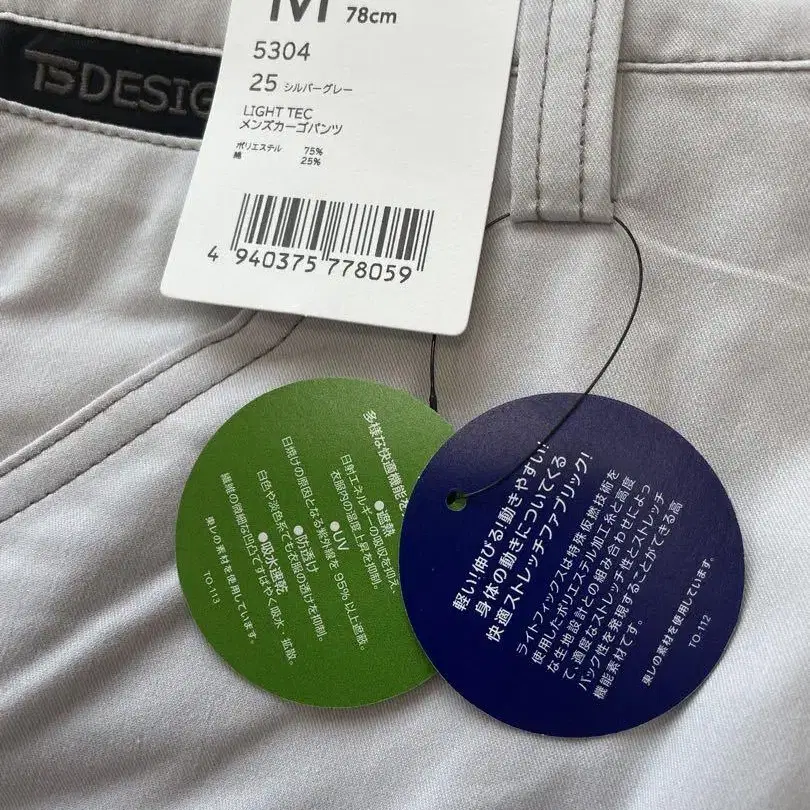 TSDESIG
M 78cm
5304
25 シルバーグレー
LIGHT TEC
メンズカーゴパンツ
ポリエステル 75%
綿 25%
4 940375 778059
多様な快適機能を
●遮熱
日射エネルギーの吸収を抑え、
衣服内の温度上昇を抑制。
●UV
日焼けの原因となる紫外線を95%以上遮蔽。
●防透け
白色や淡色系でも衣服の透けを抑制。
●吸水速乾
繊維の微細な凹凸ですばやく吸水・拡散。
東レの素材を使用しています。
TO-113
軽い!!伸びる!動きやすい!!
身体の動きについてくる
快適ストレッチファブリック!
ライトフィックスは特殊仮撚技術を
使用したポリエステル加工糸と高度
な生地設計との組み合わせによっ
て、適度なストレッチ性とストレッチ
バック性を発現することができる高
機能素材です。
東レの素材を使用しています。
TO-112